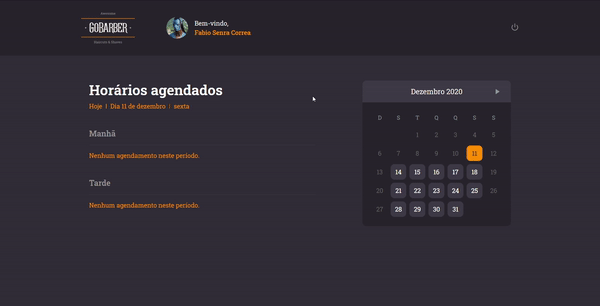 GOBARBER
Bem-vindo,
Fabio Senra Correa
Horários agendados
Hoje | Dia 11 de dezembro | sexta
Manhã
Nenhum agendamento neste período.
Tarde
Nenhum agendamento neste período.
Dezembro 2020
D S T Q Q S S
1 2 3 4 5
6 7 8 9 10 11 12
13 14 15 16 17 18 19
20 21 22 23 24 25 26
27 28 29 30 31